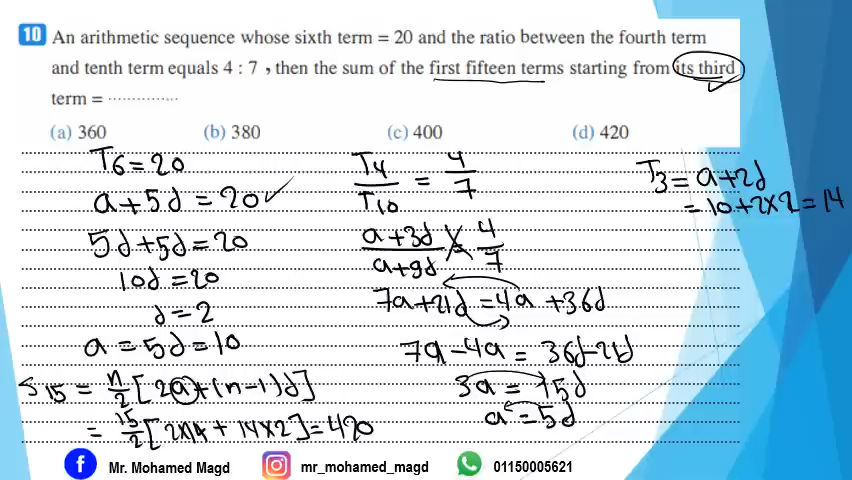 10 An arithmetic sequence whose sixth term = 20 and the ratio between the fourth term
and tenth term equals 4 : 7 , then the sum of the first fifteen terms starting from its third
term = ...............
(a) 360 (b) 380 (c) 400 (d) 420
T6 = 20
a + 5d = 20 ✓
5d + 5d = 20
10d = 20
d = 2
a = 5d = 10
S15 = n/2 [2a + (n-1)d]
= 15/2 [2×14 + 14×2] = 420
T4/T10 = 4/7
a+3d/a+9d = 4/7
7a + 21d = 4a + 36d
7a - 4a = 36d - 21d
3a = 15d
a = 5d
T3 = a + 2d
= 10 + 2×2 = 14
Mr. Mohamed Magd mr_mohamed_magd 01150005621